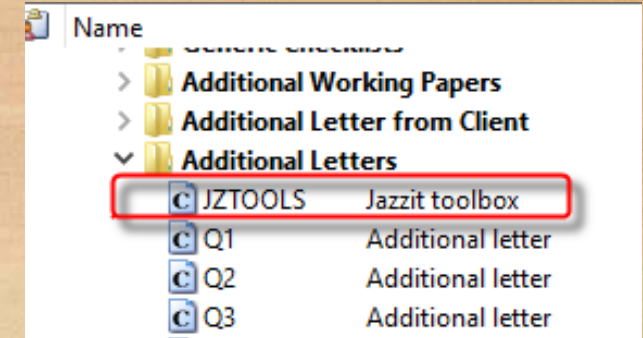 Name
Additional Working Papers
Additional Letter from Client
Additional Letters
JZTOOLS Jazzit toolbox
Q1 Additional letter
Q2 Additional letter
Q3 Additional letter